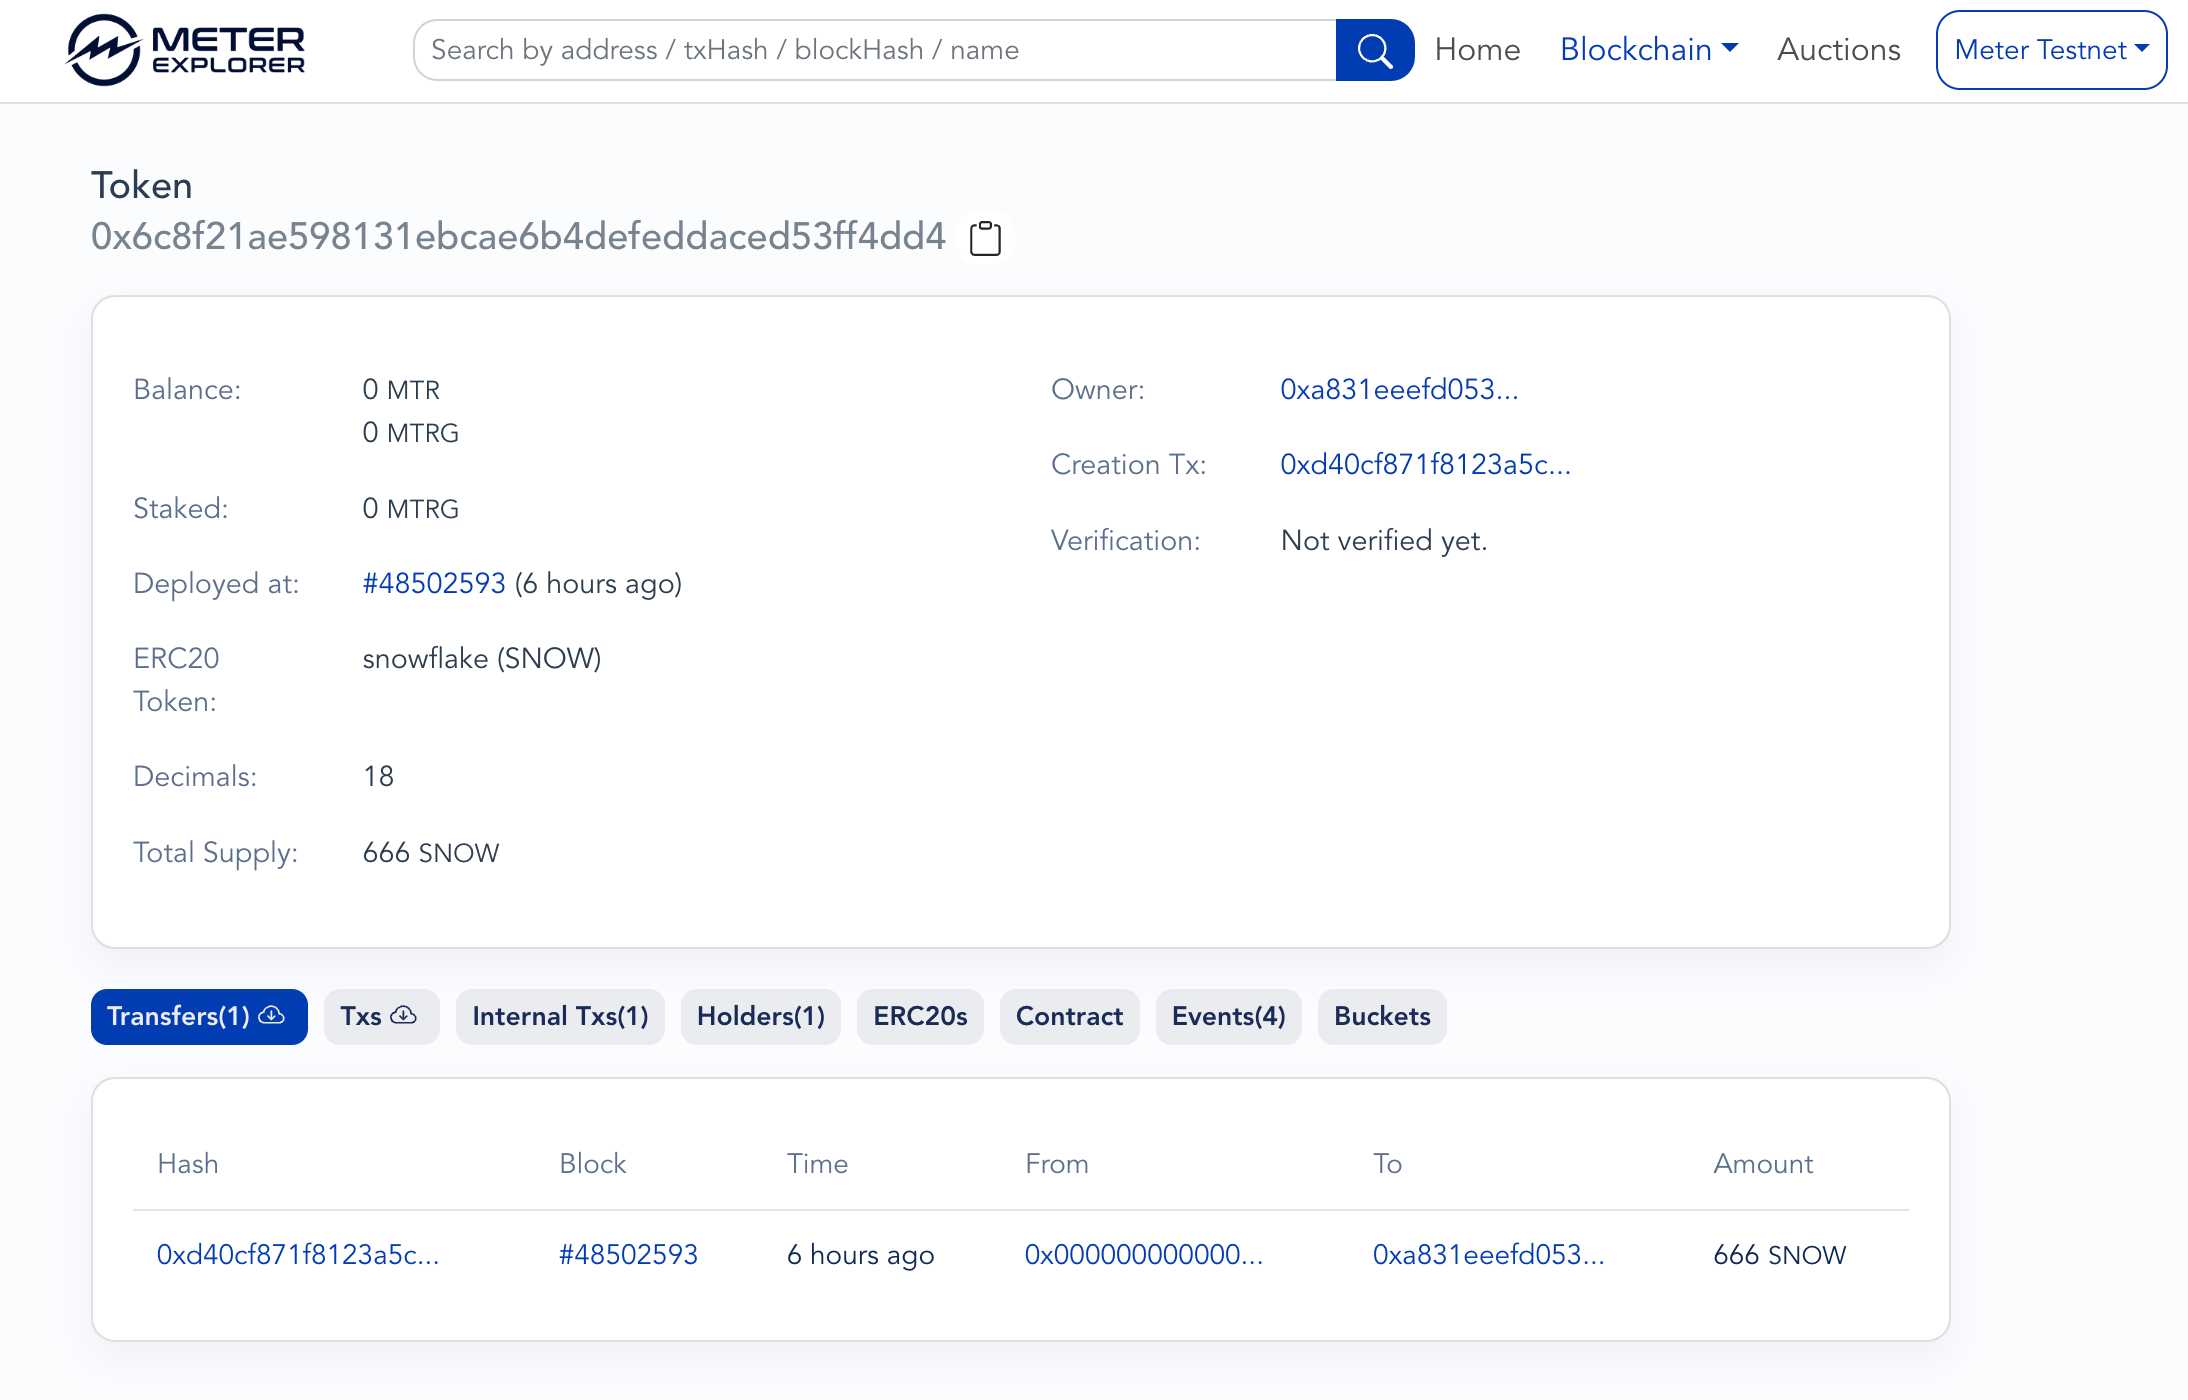 METER
EXPLORER
Search by address / txHash / blockHash / name
Home
Blockchain
Auctions
Meter Testnet
Token
0x6c8f21ae598131ebcae6b4defeddaced53ff4dd4
Balance: 0 MTR
0 MTRG
Staked: 0 MTRG
Deployed at: #48502593 (6 hours ago)
ERC20
Token: snowflake (SNOW)
Decimals: 18
Total Supply: 666 SNOW
Owner: 0xa831eeefd053...
Creation Tx: 0xd40cf871f8123a5c...
Verification: Not verified yet.
Transfers(1) Txs Internal Txs(1) Holders(1) ERC20s Contract Events(4) Buckets
Hash Block Time From To Amount
0xd40cf871f8123a5c... #48502593 6 hours ago 0x000000000000... 0xa831eeefd053... 666 SNOW